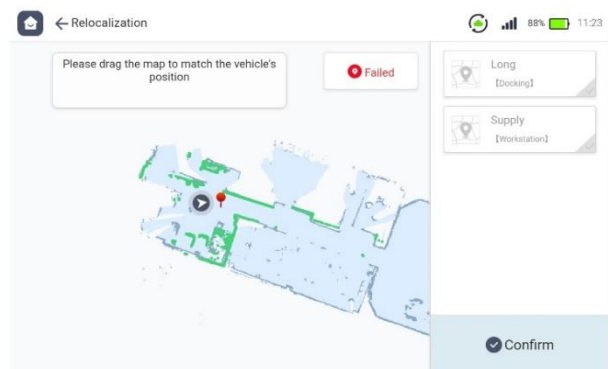 Relocalization
88%
11:23
Please drag the map to match the vehicle's
position
Failed
Long
【Docking】
Supply
【Workstation】
Confirm